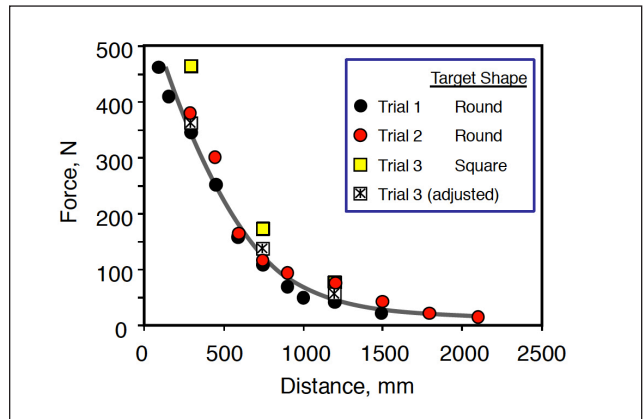 500
400
300
200
100
0
Force, N
0 500 1000 1500 2000 2500
Distance, mm
Target Shape
Trial 1 Round
Trial 2 Round
Trial 3 Square
Trial 3 (adjusted)